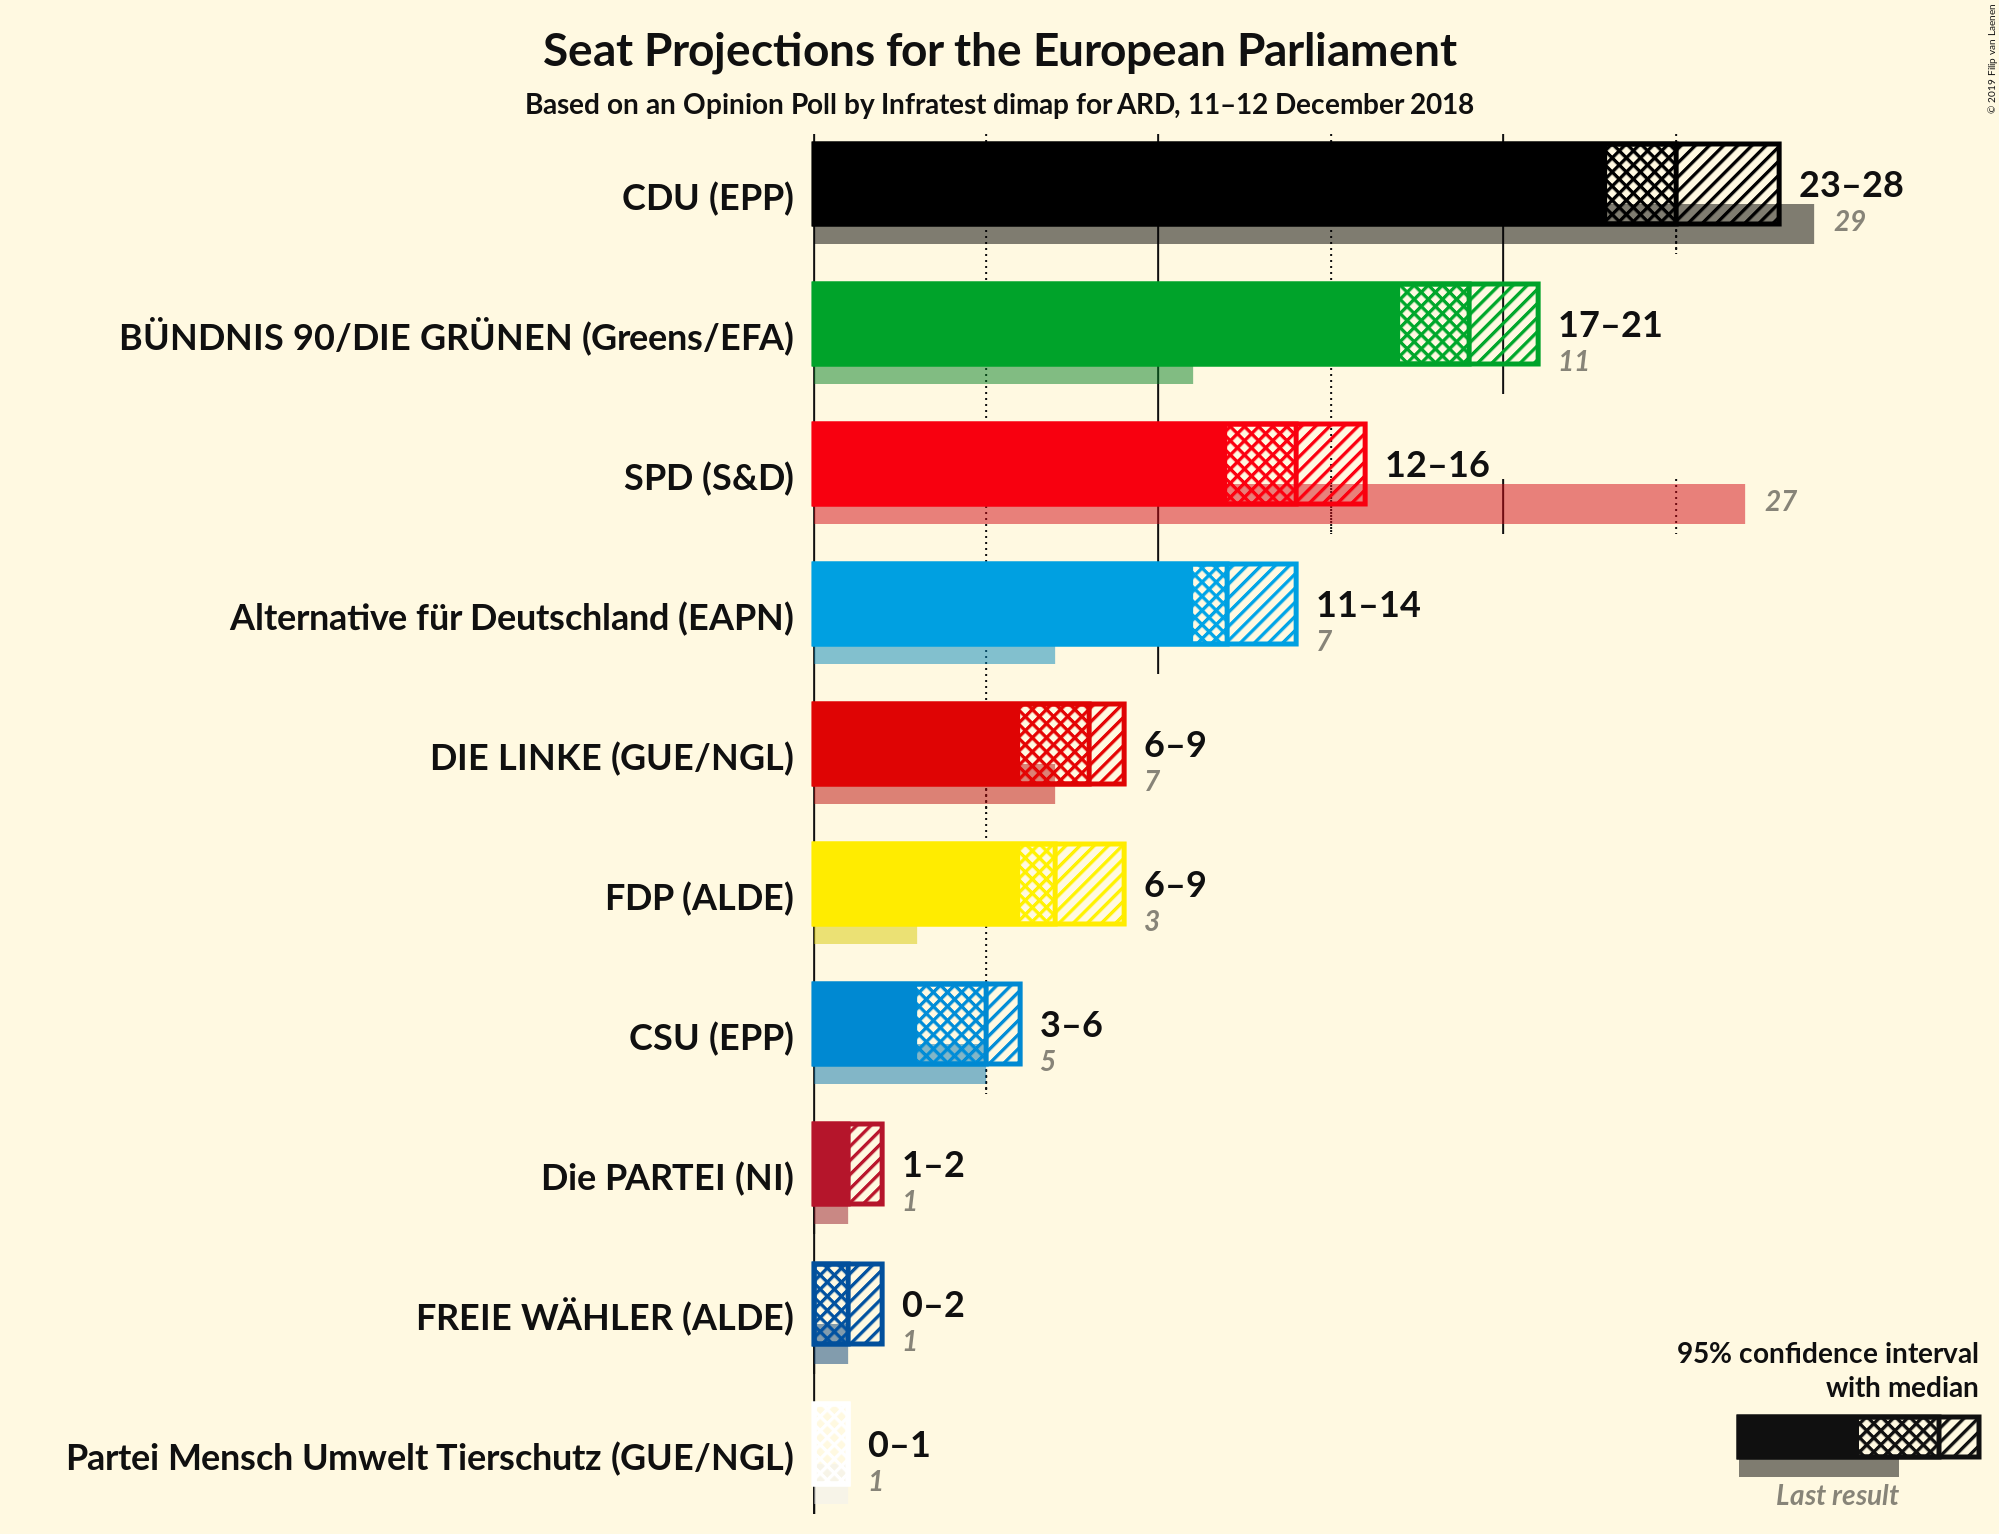 Seat Projections for the European Parliament
Based on an Opinion Poll by Infratest dimap for ARD, 11–12 December 2018
© 2019 Filip van Laenen
CDU (EPP)
23–28
29
BÜNDNIS 90/DIE GRÜNEN (Greens/EFA)
17–21
11
SPD (S&D)
12–16
27
Alternative für Deutschland (EAPN)
11–14
7
DIE LINKE (GUE/NGL)
6–9
7
FDP (ALDE)
6–9
3
CSU (EPP)
3–6
5
Die PARTEI (NI)
1–2
1
FREIE WÄHLER (ALDE)
0–2
1
Partei Mensch Umwelt Tierschutz (GUE/NGL)
0–1
1
95% confidence interval
with median
Last result